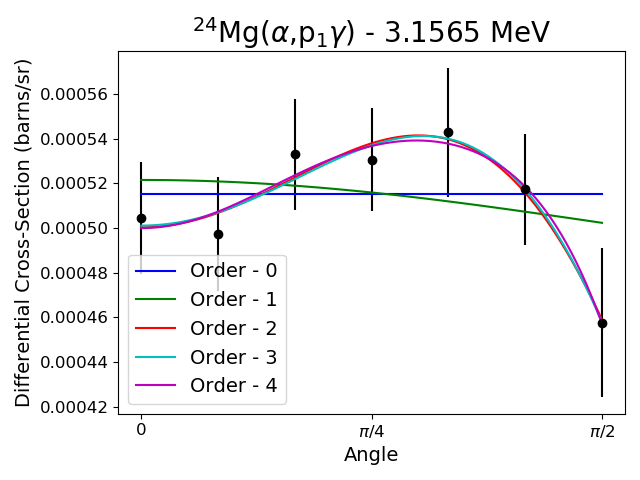 ²⁴Mg(α,p₁γ) - 3.1565 MeV
Differential Cross-Section (barns/sr)
0.00056
0.00054
0.00052
0.00050
0.00048
0.00046
0.00044
0.00042
Order - 0
Order - 1
Order - 2
Order - 3
Order - 4
0 π/4 π/2
Angle